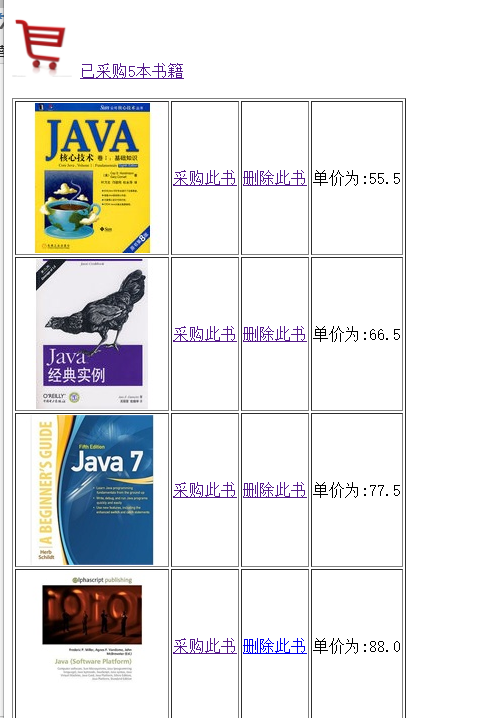 已采购5本书籍
JAVA
核心技术 卷I：基础知识
采购此书 删除此书 单价为:55.5
Java
经典实例
O'REILLY
采购此书 删除此书 单价为:66.5
A BEGINNER'S GUIDE
Fifth Edition
Java 7
Herb
Schildt
采购此书 删除此书 单价为:77.5
alphascript publishing
Java (Software Platform)
采购此书 删除此书 单价为:88.0